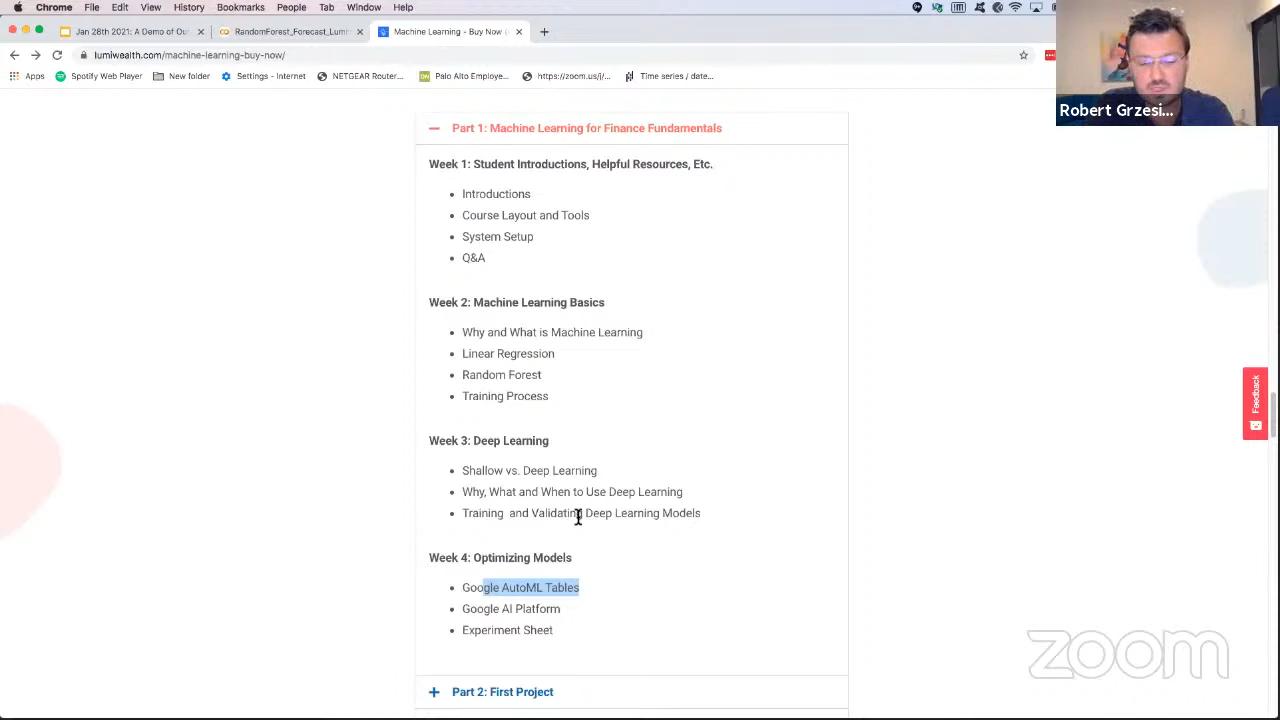 Chrome File Edit View History Bookmarks People Tab Window Help
Jan 28th 2021: A Demo of Our
RandomForest_Forecast_Lumi
Machine Learning - Buy Now (
lumiwealth.com/machine-learning-buy-now/
Apps Spotify Web Player New folder Settings - Internet NETGEAR Router... Palo Alto Employe... https://zoom.us/j/... Time series / date...
Robert Grzesi...
Part 1: Machine Learning for Finance Fundamentals
Week 1: Student Introductions, Helpful Resources, Etc.
Introductions
Course Layout and Tools
System Setup
Q&A
Week 2: Machine Learning Basics
Why and What is Machine Learning
Linear Regression
Random Forest
Training Process
Week 3: Deep Learning
Shallow vs. Deep Learning
Why, What and When to Use Deep Learning
Training and Validating Deep Learning Models
Week 4: Optimizing Models
Google AutoML Tables
Google AI Platform
Experiment Sheet
Part 2: First Project
Feedback
zoom